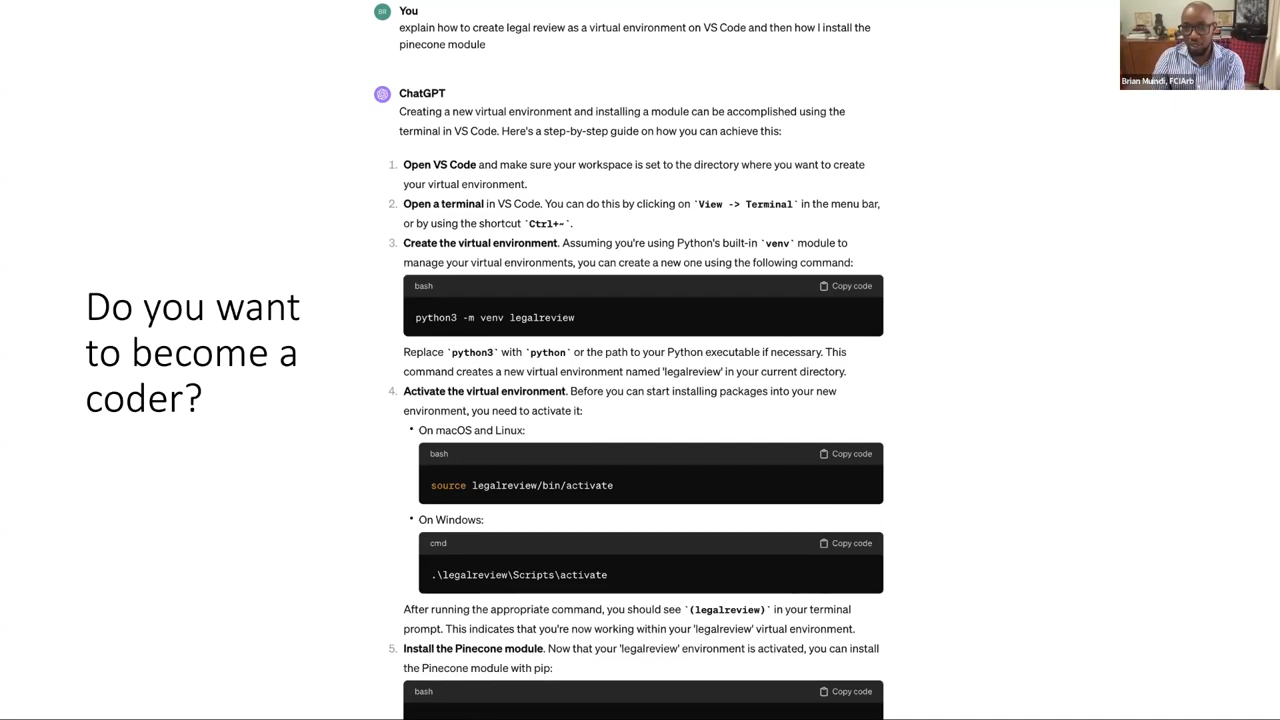 Do you want
to become a
coder?
BR
You
explain how to create legal review as a virtual environment on VS Code and then how I install the
pinecone module
ChatGPT
Creating a new virtual environment and installing a module can be accomplished using the
terminal in VS Code. Here's a step-by-step guide on how you can achieve this:
1. Open VS Code and make sure your workspace is set to the directory where you want to create
your virtual environment.
2. Open a terminal in VS Code. You can do this by clicking on `View -> Terminal` in the menu bar,
or by using the shortcut `Ctrl+~`.
3. Create the virtual environment. Assuming you're using Python's built-in `venv` module to
manage your virtual environments, you can create a new one using the following command:
bash Copy code
python3 -m venv legalreview
Replace `python3` with `python` or the path to your Python executable if necessary. This
command creates a new virtual environment named 'legalreview' in your current directory.
4. Activate the virtual environment. Before you can start installing packages into your new
environment, you need to activate it:
• On macOS and Linux:
bash Copy code
source legalreview/bin/activate
• On Windows:
cmd Copy code
.\legalreview\Scripts\activate
After running the appropriate command, you should see `(legalreview)` in your terminal
prompt. This indicates that you're now working within your 'legalreview' virtual environment.
5. Install the Pinecone module. Now that your 'legalreview' environment is activated, you can install
the Pinecone module with pip:
bash Copy code
Brian Mundi, FCIArb